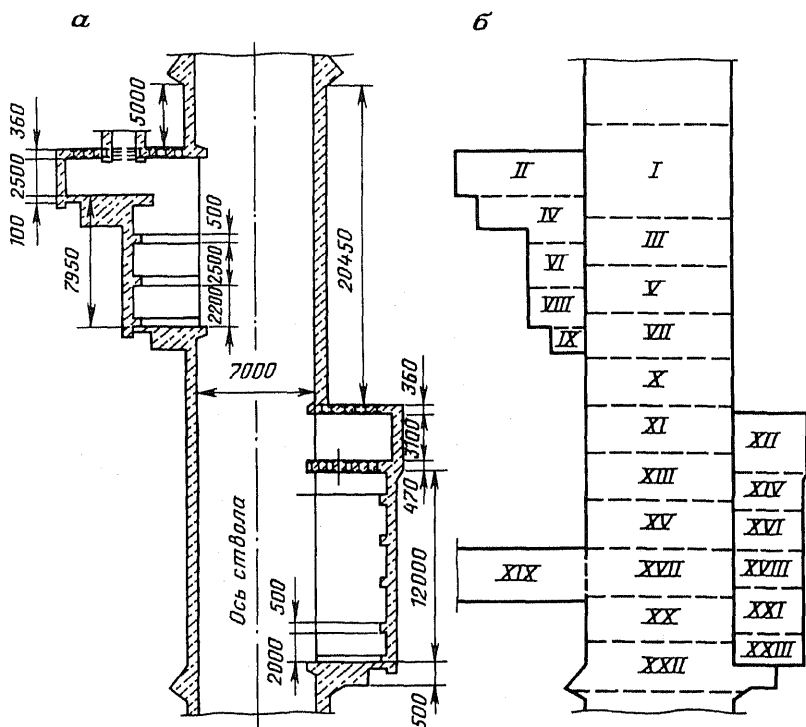 а
б
360
5000
2500
100
7950
500
2500
2200
20450
7000
360
3100
470
Ось ствола
500
12000
2000
500
I
II
III
IV
V
VI
VII
VIII
IX
X
XI
XII
XIII
XIV
XV
XVI
XVII
XVIII
XIX
XX
XXI
XXII
XXIII